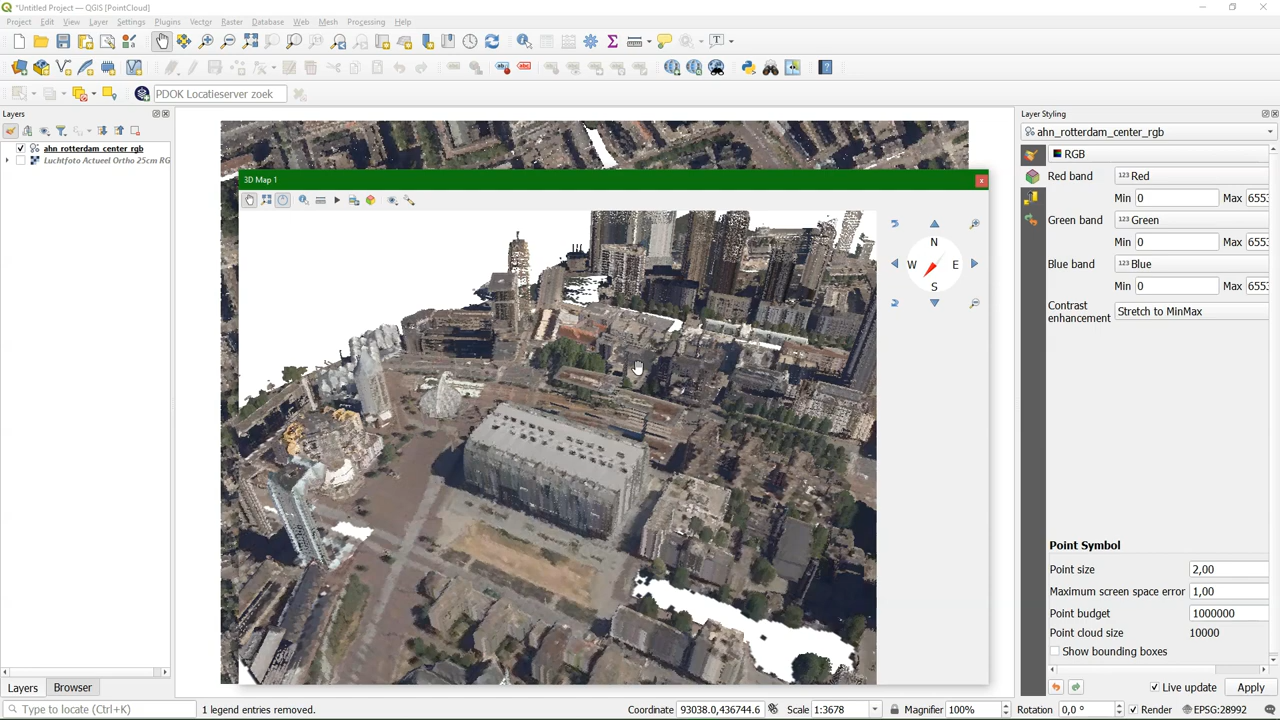 *Untitled Project — QGIS [PointCloud]
Project Edit View Layer Settings Plugins Vector Raster Database Web Mesh Processing Help
PDOK Locatieserver zoek
Layers
ahn_rotterdam_center_rgb
Luchtfoto Actueel Ortho 25cm RG
Layers Browser
3D Map 1
N
W E
S
Layer Styling
ahn_rotterdam_center_rgb
RGB
Red band 123 Red
Min 0 Max 6553
Green band 123 Green
Min 0 Max 6553
Blue band 123 Blue
Min 0 Max 6553
Contrast
enhancement Stretch to MinMax
Point Symbol
Point size 2,00
Maximum screen space error 1,00
Point budget 1000000
Point cloud size 10000
Show bounding boxes
Live update Apply
Type to locate (Ctrl+K) 1 legend entries removed. Coordinate 93038.0,436744.6 Scale 1:3678 Magnifier 100% Rotation 0,0 ° Render EPSG:28992